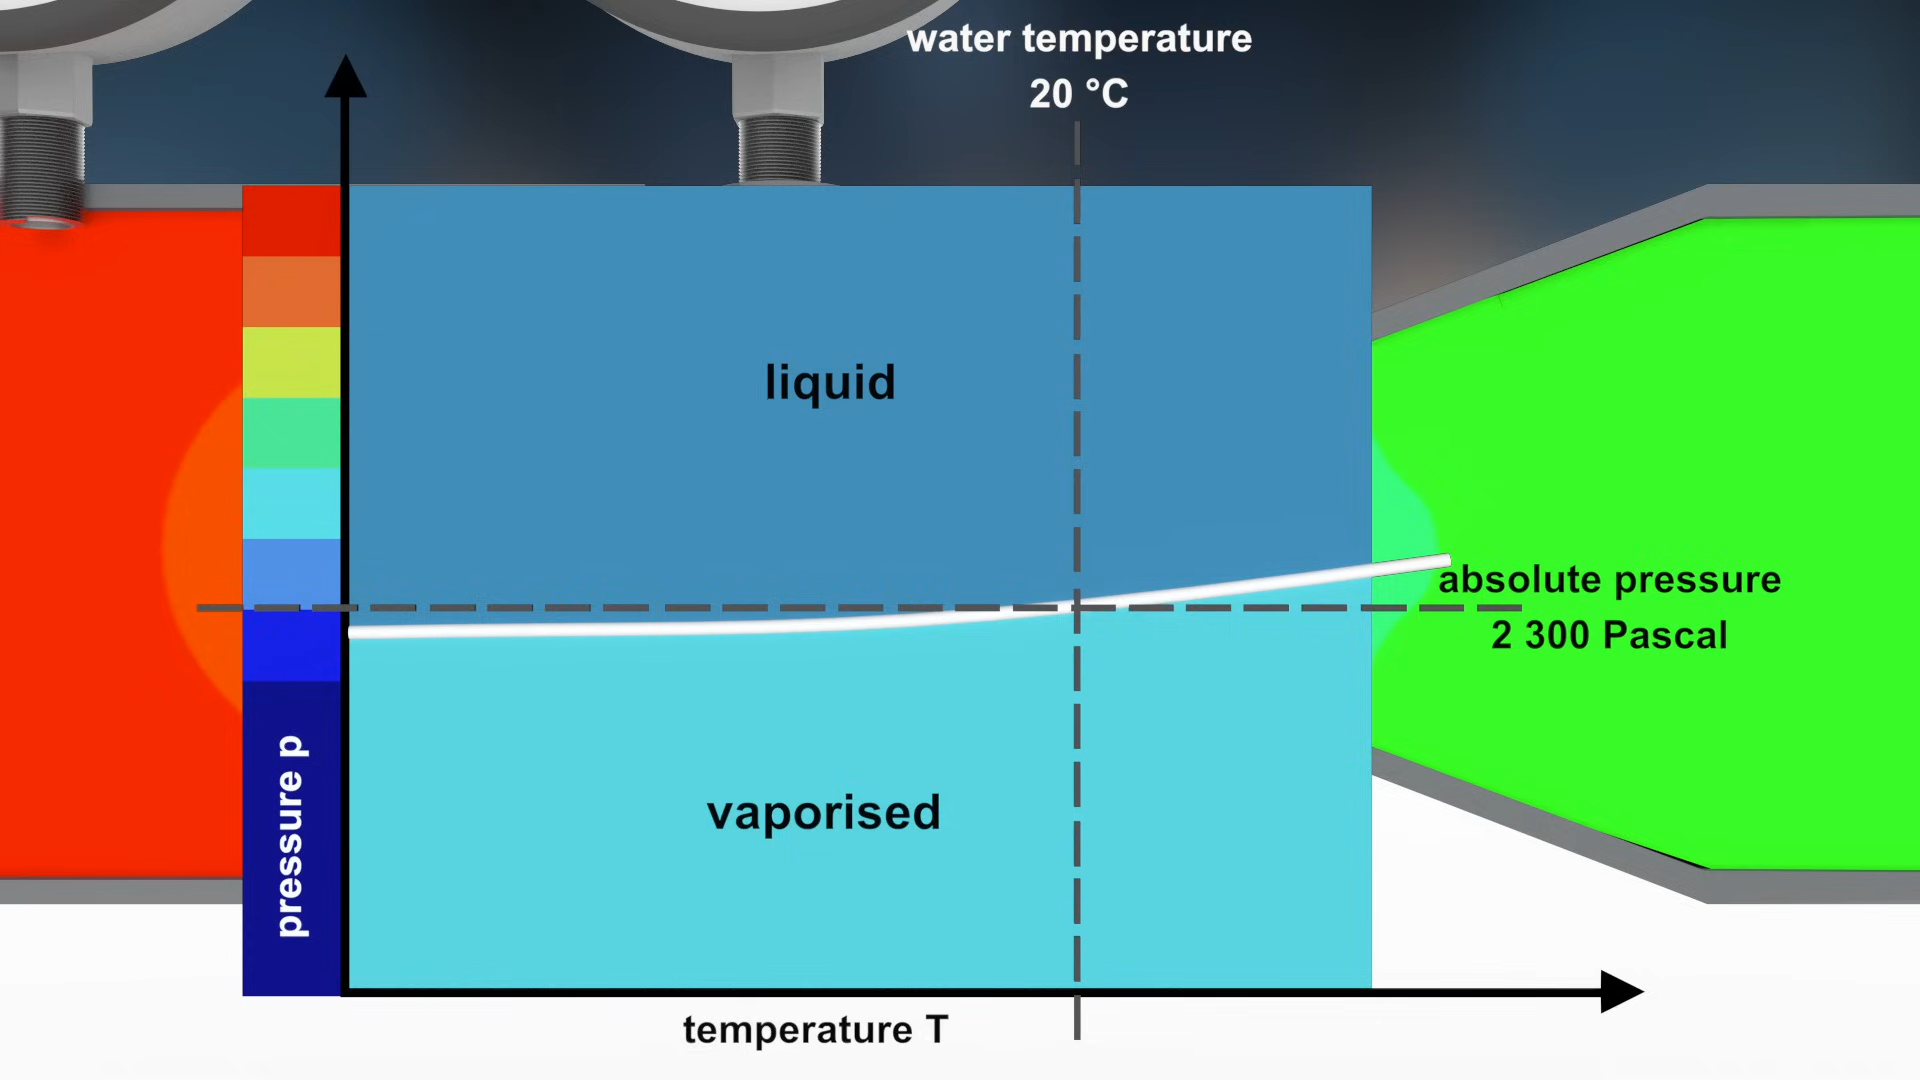 water temperature
20 °C
liquid
absolute pressure
2 300 Pascal
vaporised
pressure p
temperature T